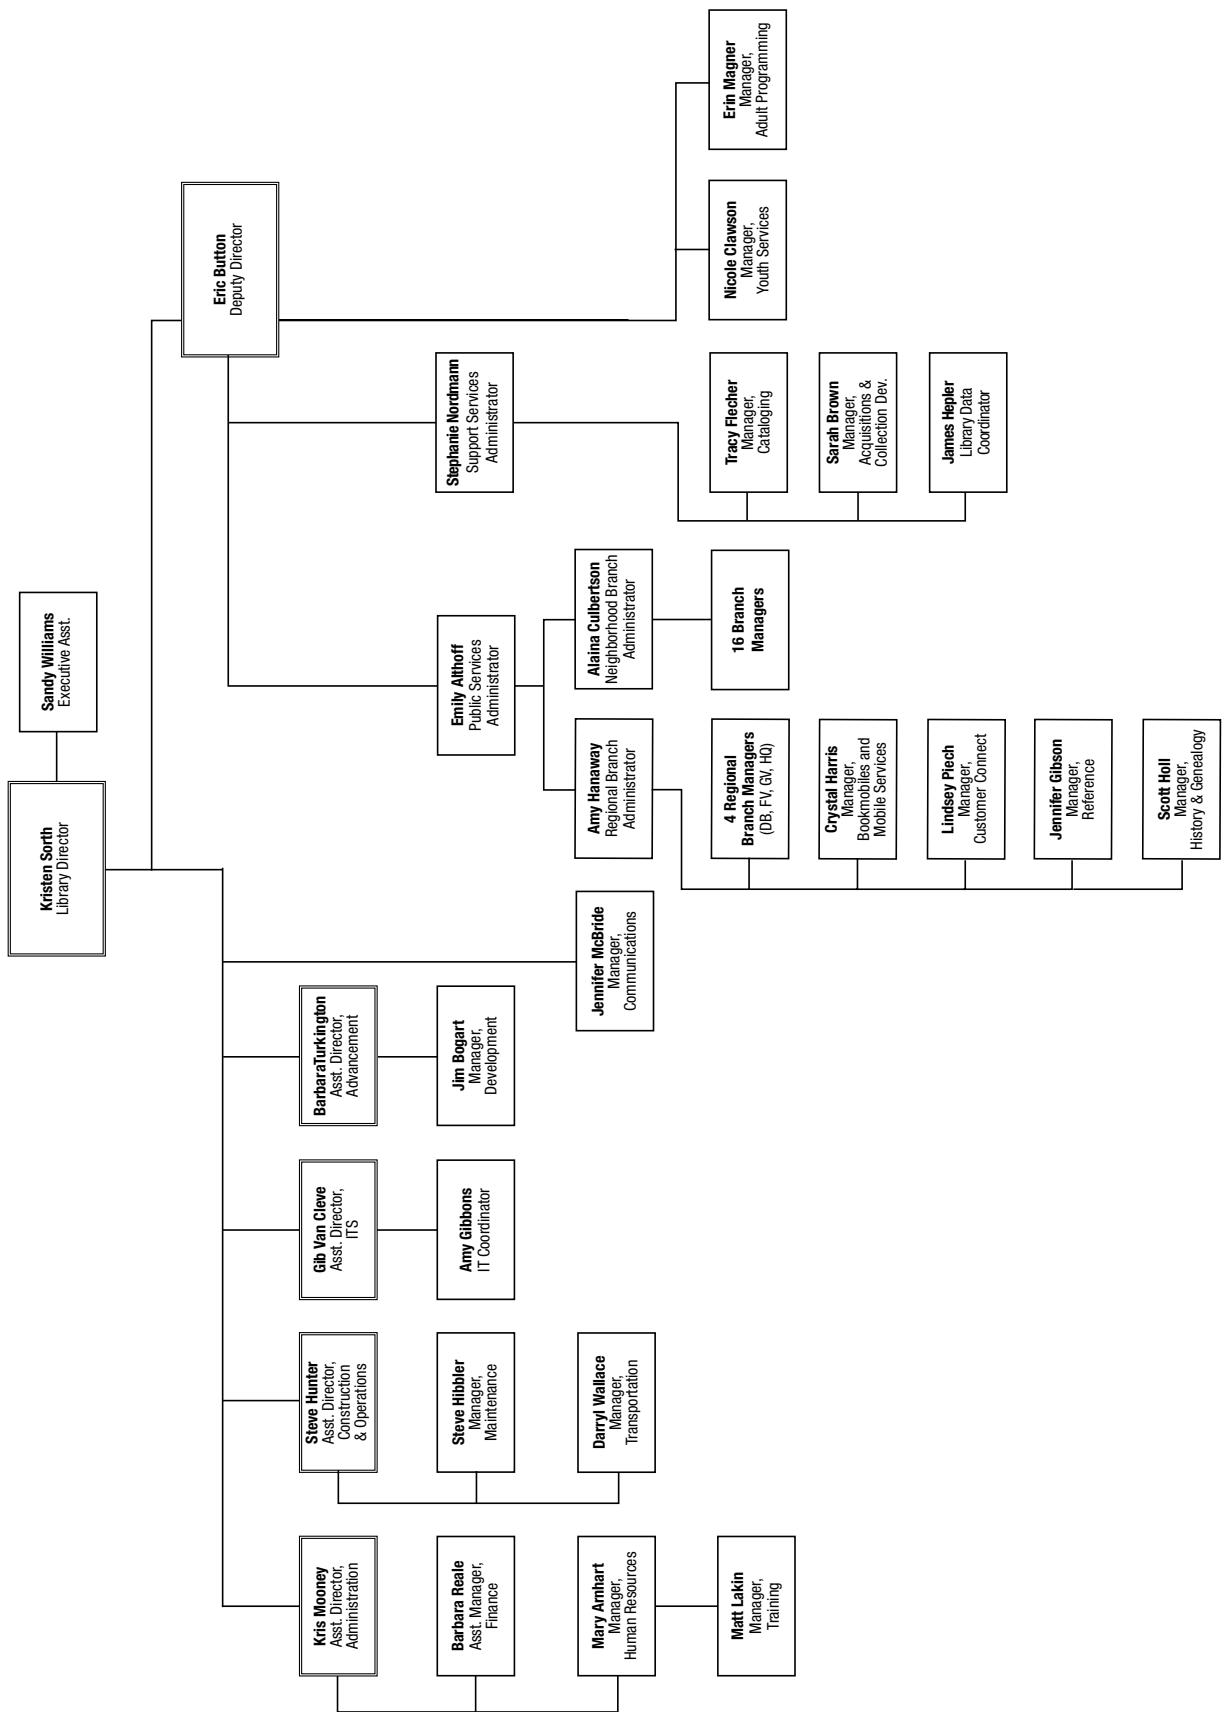 Kristen Sorth
Library Director
Sandy Williams
Executive Asst.
Eric Button
Deputy Director
Kris Mooney
Asst. Director,
Administration
Barbara Reale
Asst. Manager,
Finance
Mary Arnhart
Manager,
Human Resources
Matt Lakin
Manager,
Training
Steve Hunter
Asst. Director,
Construction
& Operations
Steve Hibbler
Manager,
Maintenance
Darryl Wallace
Manager,
Transportation
Gib Van Cleve
Asst. Director,
ITS
Amy Gibbons
IT Coordinator
BarbaraTurkington
Asst. Director,
Advancement
Jim Bogart
Manager,
Development
Jennifer McBride
Manager,
Communications
Emily Althoff
Public Services
Administrator
Amy Hanaway
Regional Branch
Administrator
4 Regional
Branch Managers
(DB, FV, GV, HQ)
Crystal Harris
Manager,
Bookmobiles and
Mobile Services
Lindsey Piech
Manager,
Customer Connect
Jennifer Gibson
Manager,
Reference
Scott Holl
Manager,
History & Genealogy
Alaina Culbertson
Neighborhood Branch
Administrator
16 Branch
Managers
Stephanie Nordmann
Support Services
Administrator
Tracy Flecher
Manager,
Cataloging
Sarah Brown
Manager,
Acquisitions &
Collection Dev.
James Hepler
Library Data
Coordinator
Nicole Clawson
Manager,
Youth Services
Erin Magner
Manager,
Adult Programming